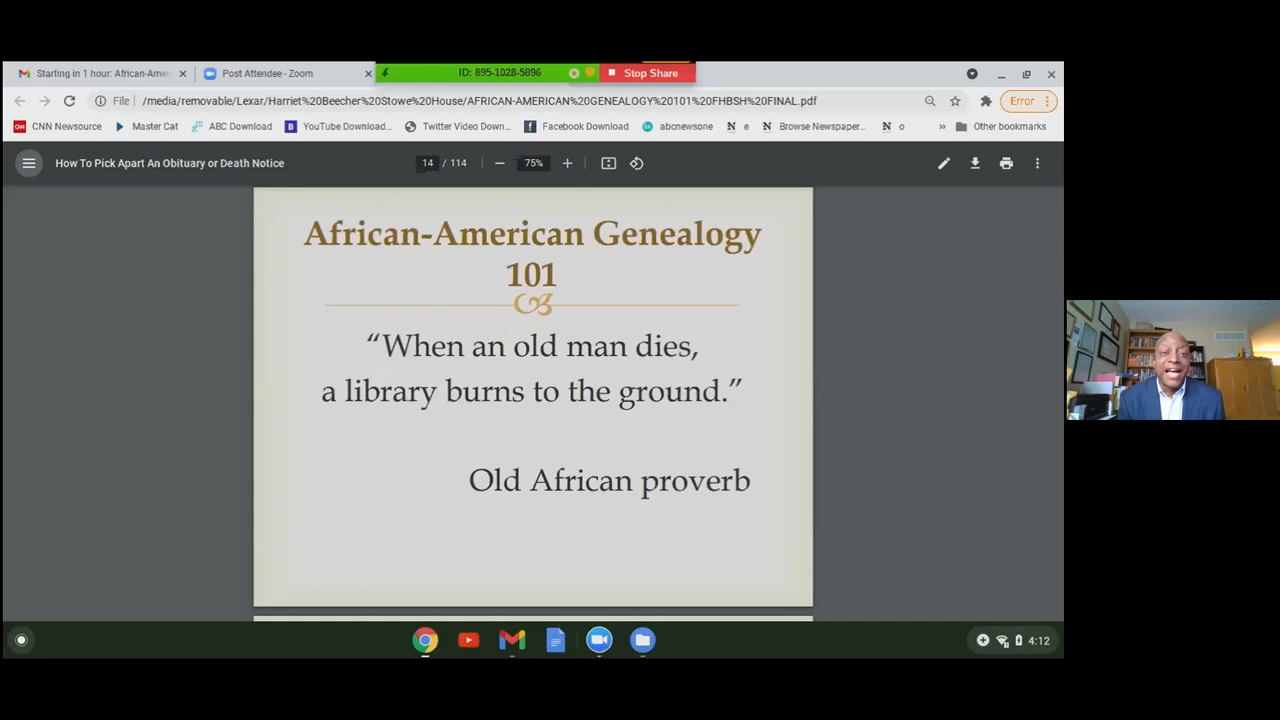 Starting in 1 hour: African-Amer
Post Attendee - Zoom
ID: 895-1028-5896
Stop Share
File
/media/removable/Lexar/Harriet%20Beecher%20Stowe%20House/AFRICAN-AMERICAN%20GENEALOGY%20101%20FHBSH%20FINAL.pdf
Error
CNN Newsource
Master Cat
ABC Download
YouTube Download...
Twitter Video Down...
Facebook Download
abcnewsone
N e
Browse Newspaper...
N o
»
Other bookmarks
How To Pick Apart An Obituary or Death Notice
14 / 114
75%
African-American Genealogy
101
“When an old man dies,
a library burns to the ground.”
Old African proverb
4:12